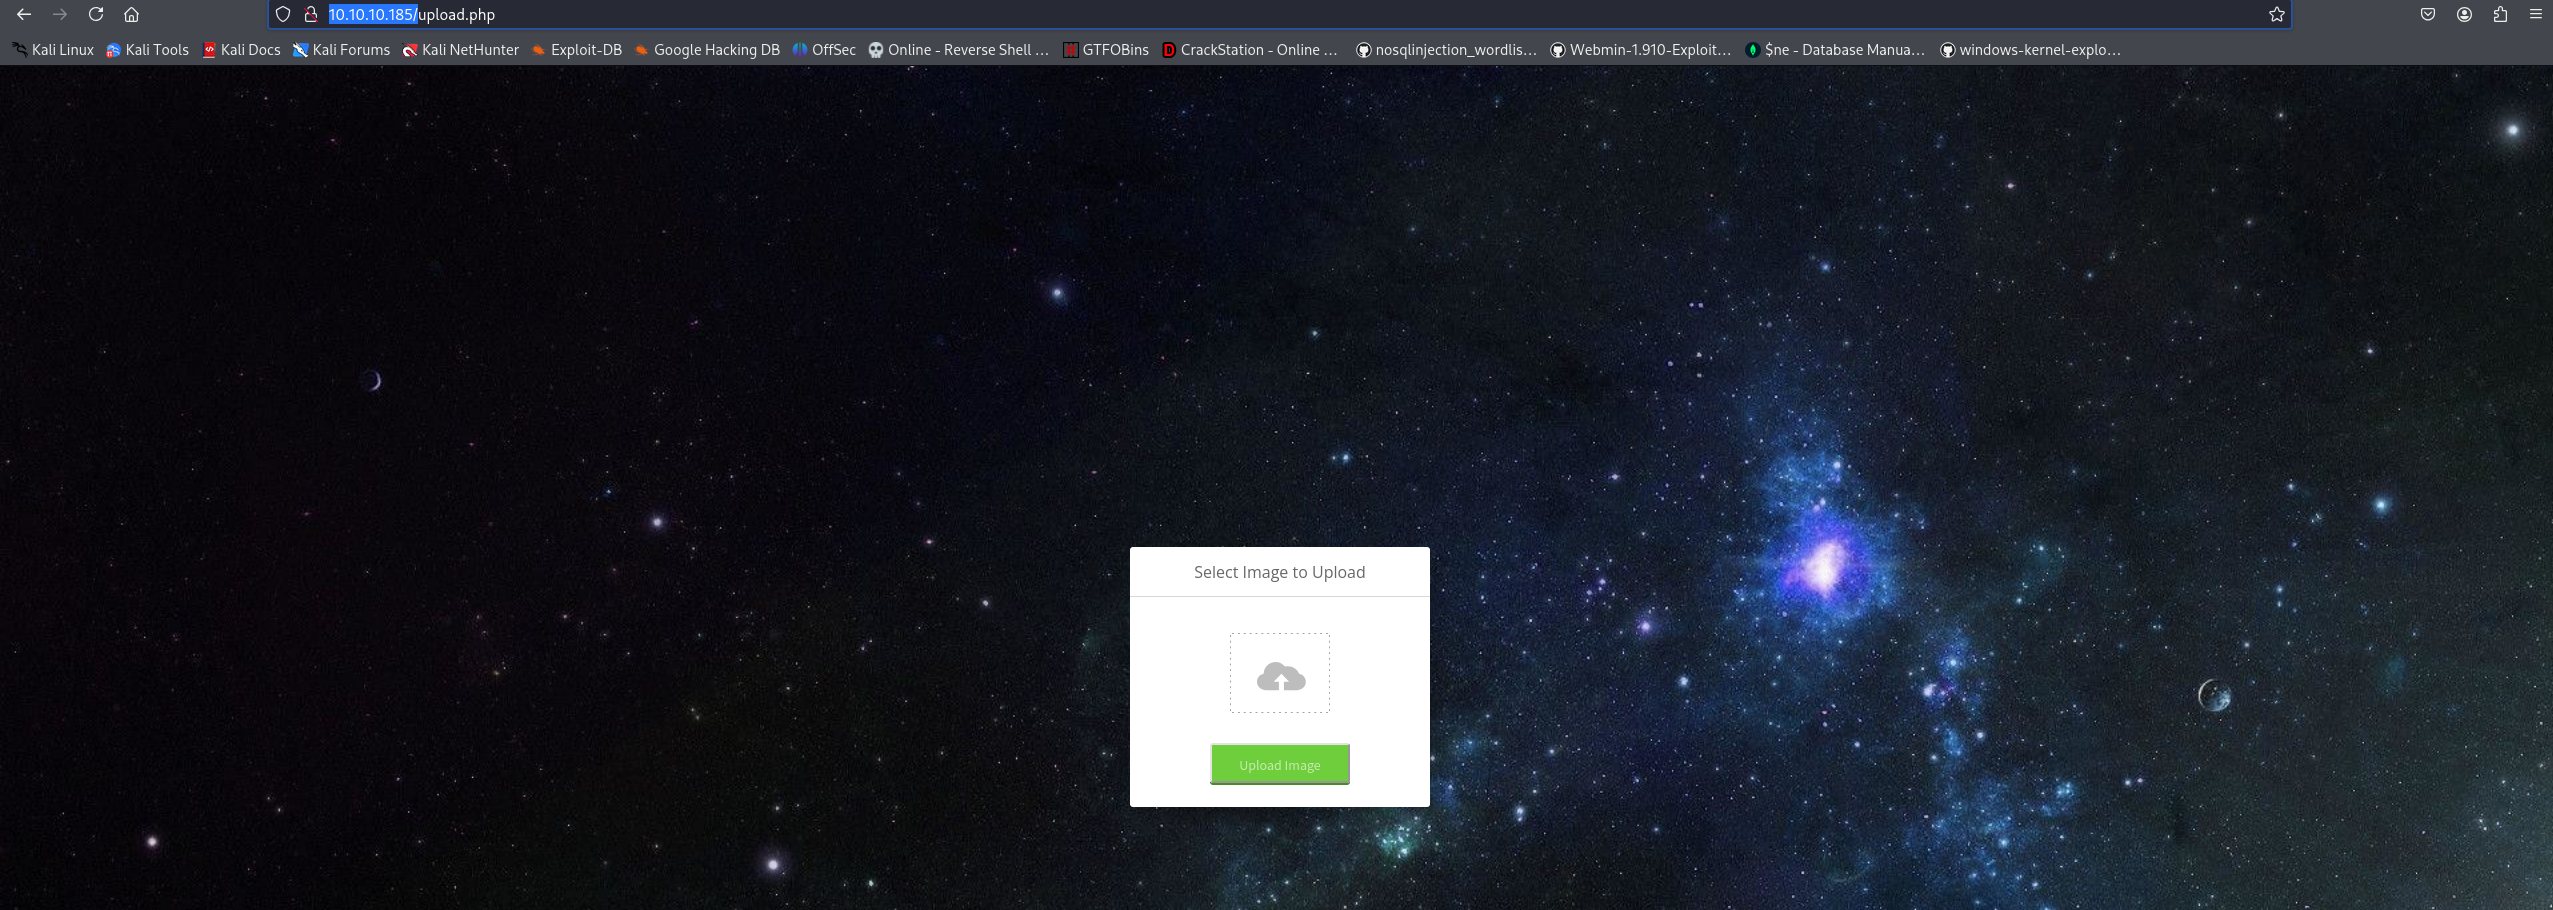 10.10.10.185/upload.php
Kali Linux Kali Tools Kali Docs Kali Forums Kali NetHunter Exploit-DB Google Hacking DB OffSec Online - Reverse Shell … GTFOBins CrackStation - Online … nosqlinjection_wordlis… Webmin-1.910-Exploit… $ne - Database Manua… windows-kernel-explo…
Select Image to Upload
Upload Image